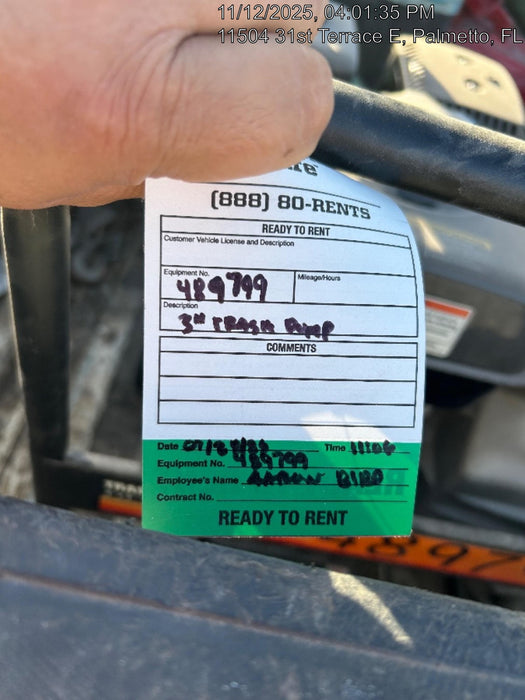 11/12/2025, 04:01:35 PM
11504 31st Terrace E, Palmetto, FL
(888) 80-RENTS
READY TO RENT
Customer Vehicle License and Description
Equipment No. 489799
Mileage/Hours
Description
3" TRASH PUMP
COMMENTS
Date Time
Equipment No. 489799
Employee's Name BIRD
Contract No.
READY TO RENT